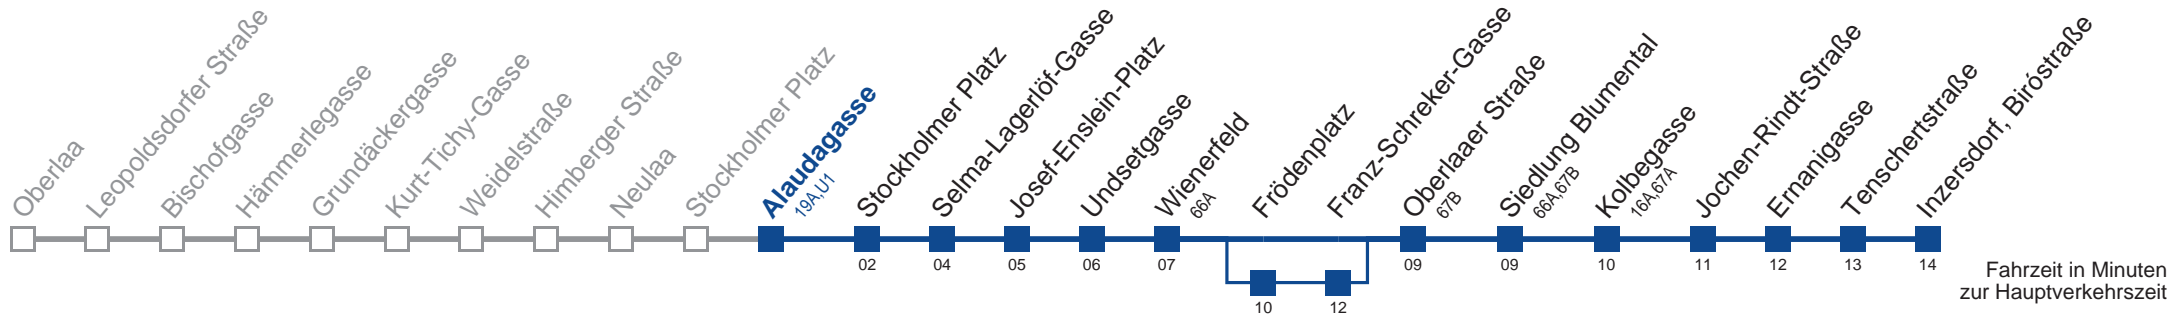 Oberlaa
Leopoldsdorfer Straße
Bischofgasse
Hämmerlegasse
Grundäckergasse
Kurt-Tichy-Gasse
Weidelstraße
Himberger Straße
Neulaa
Stockholmer Platz
Alaudagasse
19A,U1
Stockholmer Platz
Selma-Lagerlöf-Gasse
Josef-Enslein-Platz
Undsetgasse
Wienerfeld
66A
Frödenplatz
Franz-Schreker-Gasse
Oberlaaer Straße
67B
Siedlung Blumental
66A,67B
Kolbegasse
16A,67A
Jochen-Rindt-Straße
Ernanigasse
Tenschertstraße
Inzersdorf, Biróstraße
02 04 05 06 07 09 09 10 11 12 13 14
10 12
Fahrzeit in Minuten
zur Hauptverkehrszeit